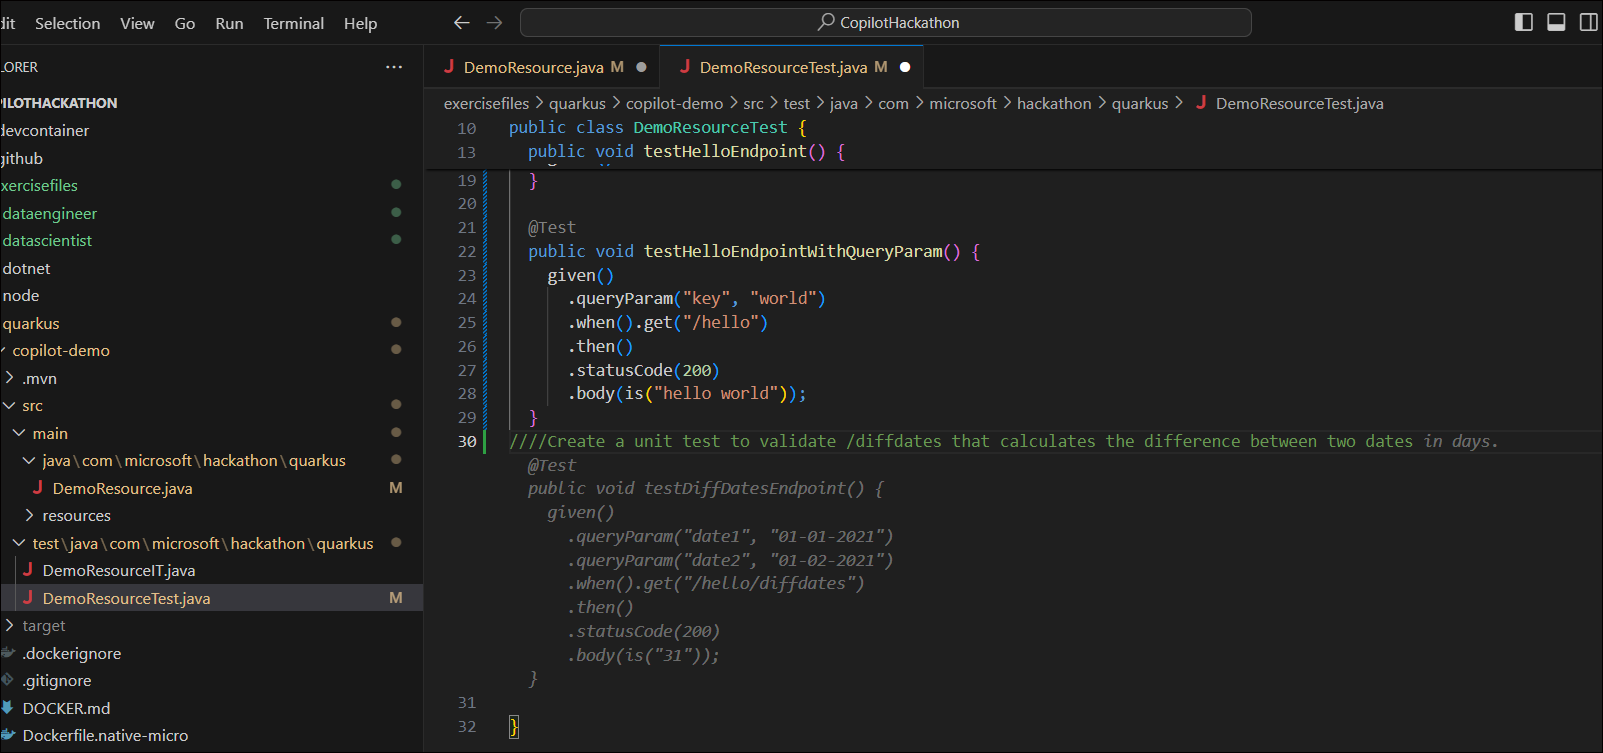 dit Selection View Go Run Terminal Help CopilotHackathon
LORER ...
PILOTHACKATHON
devcontainer
github
xercisefiles
dataengineer
datascientist
dotnet
node
quarkus
copilot-demo
.mvn
src
main
java\com\microsoft\hackathon\quarkus
DemoResource.java M
resources
test\java\com\microsoft\hackathon\quarkus
DemoResourceIT.java
DemoResourceTest.java M
target
.dockerignore
.gitignore
DOCKER.md
Dockerfile.native-micro
J DemoResource.java M J DemoResourceTest.java M
exercisefiles > quarkus > copilot-demo > src > test > java > com > microsoft > hackathon > quarkus > J DemoResourceTest.java
10 public class DemoResourceTest {
13 public void testHelloEndpoint() {
19 }
20
21 @Test
22 public void testHelloEndpointWithQueryParam() {
23 given()
24 .queryParam("key", "world")
25 .when().get("/hello")
26 .then()
27 .statusCode(200)
28 .body(is("hello world"));
29 }
30 ////Create a unit test to validate /diffdates that calculates the difference between two dates in days.
@Test
public void testDiffDatesEndpoint() {
given()
.queryParam("date1", "01-01-2021")
.queryParam("date2", "01-02-2021")
.when().get("/hello/diffdates")
.then()
.statusCode(200)
.body(is("31"));
}
31
32 }